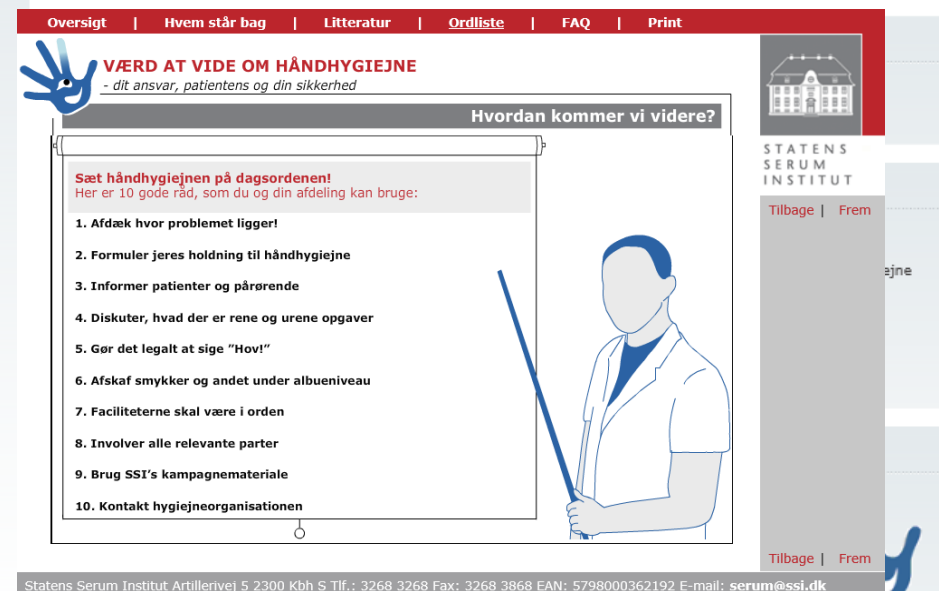 Oversigt | Hvem står bag | Litteratur | Ordliste | FAQ | Print
VÆRD AT VIDE OM HÅNDHYGIEJNE
- dit ansvar, patientens og din sikkerhed
Hvordan kommer vi videre?
STATENS
SERUM
INSTITUT
Tilbage | Frem
Sæt håndhygiejnen på dagsordenen!
Her er 10 gode råd, som du og din afdeling kan bruge:
1. Afdæk hvor problemet ligger!
2. Formuler jeres holdning til håndhygiejne
3. Informer patienter og pårørende
4. Diskuter, hvad der er rene og urene opgaver
5. Gør det legalt at sige ”Hov!”
6. Afskaf smykker og andet under albueniveau
7. Faciliteterne skal være i orden
8. Involver alle relevante parter
9. Brug SSI’s kampagnemateriale
10. Kontakt hygiejneorganisationen
ejne
Tilbage | Frem
Statens Serum Institut Artillerivej 5 2300 Kbh S Tlf.: 3268 3268 Fax: 3268 3868 EAN: 5798000362192 E-mail: serum@ssi.dk